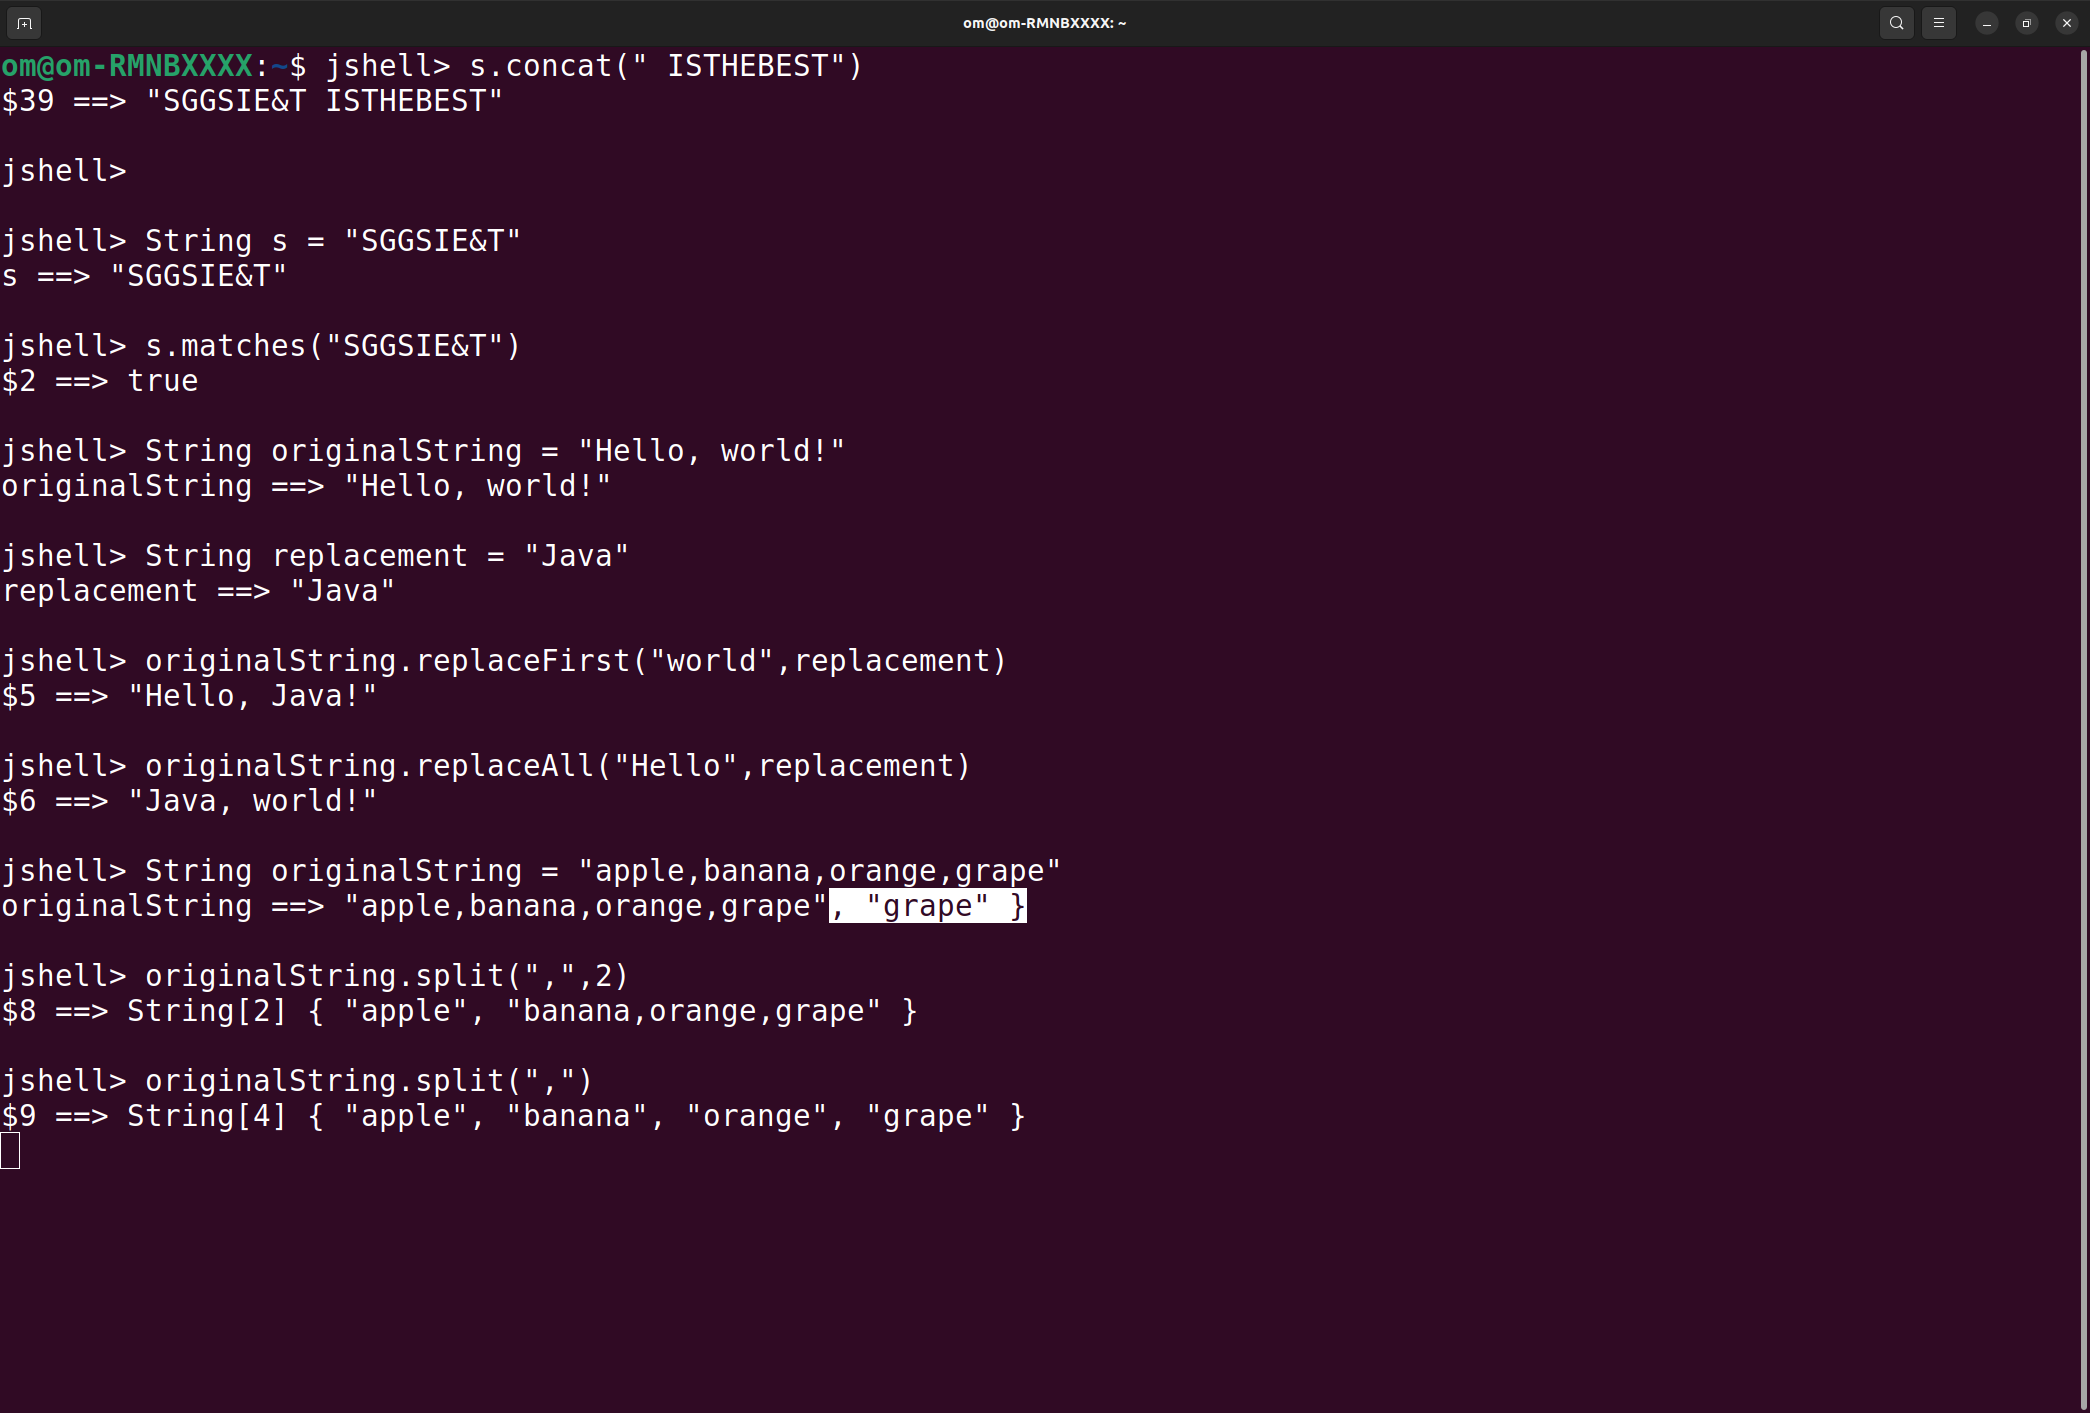 om@om-RMNBXXXX: ~
om@om-RMNBXXXX:~$ jshell> s.concat(" ISTHEBEST")
$39 ==> "SGGSIE&T ISTHEBEST"
jshell>
jshell> String s = "SGGSIE&T"
s ==> "SGGSIE&T"
jshell> s.matches("SGGSIE&T")
$2 ==> true
jshell> String originalString = "Hello, world!"
originalString ==> "Hello, world!"
jshell> String replacement = "Java"
replacement ==> "Java"
jshell> originalString.replaceFirst("world",replacement)
$5 ==> "Hello, Java!"
jshell> originalString.replaceAll("Hello",replacement)
$6 ==> "Java, world!"
jshell> String originalString = "apple,banana,orange,grape"
originalString ==> "apple,banana,orange,grape", "grape" }
jshell> originalString.split(",",2)
$8 ==> String[2] { "apple", "banana,orange,grape" }
jshell> originalString.split(",")
$9 ==> String[4] { "apple", "banana", "orange", "grape" }